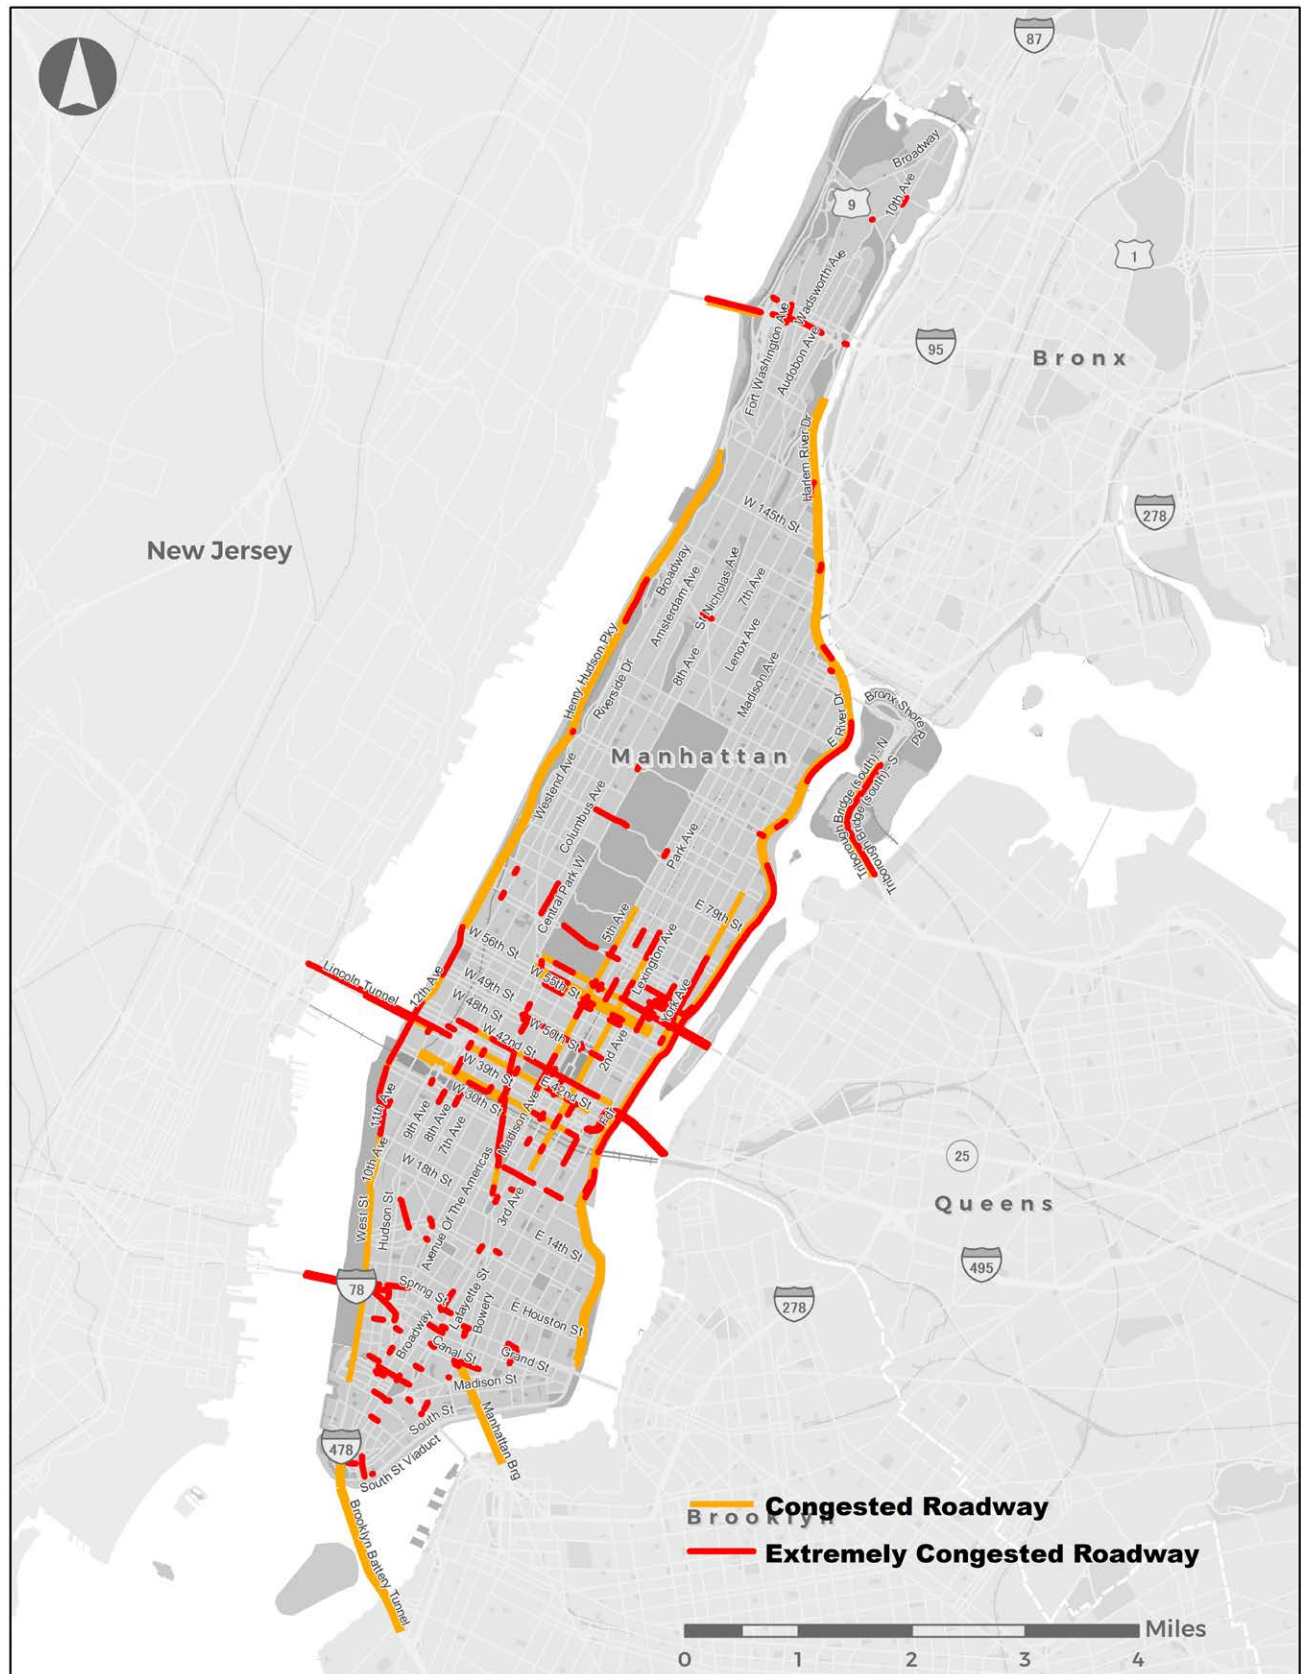 87
Broadway
10th Ave
9
1
Wadsworth Ave
Fort Washington Ave
Audobon Ave
95
Bronx
Harlem River Dr
W 145th St
278
New Jersey
Broadway
Amsterdam Ave
St Nicholas Ave
7th Ave
Lenox Ave
8th Ave
Madison Ave
Henry Hudson Pky
Riverside Dr
Bronx Shore Rd
E River Dr
Manhattan
Westend Ave
Columbus Ave
Triborough Bridge (south) - N
Triborough Bridge (south) - S
Park Ave
Central Park W
5th Ave
E 79th St
W 56th St
Lexington Ave
Lincoln Tunnel
12th Ave
W 49th St
W 55th St
York Ave
W 48th St
W 50th St
W 42nd St
2nd Ave
W 39th St
E 42nd St
W 30th St
11th Ave
9th Ave
8th Ave
7th Ave
Madison Ave
Fdr
10th Ave
W 18th St
Avenue Of The Americas
3rd Ave
25
Queens
West St
Hudson St
E 14th St
495
78
Spring St
Lafayette St
Bowery
E Houston St
278
Broadway
Canal St
Grand St
Madison St
South St
Manhattan Brg
478
South St Viaduct
Congested Roadway
Brooklyn
Extremely Congested Roadway
Brooklyn Battery Tunnel
Miles
0 1 2 3 4